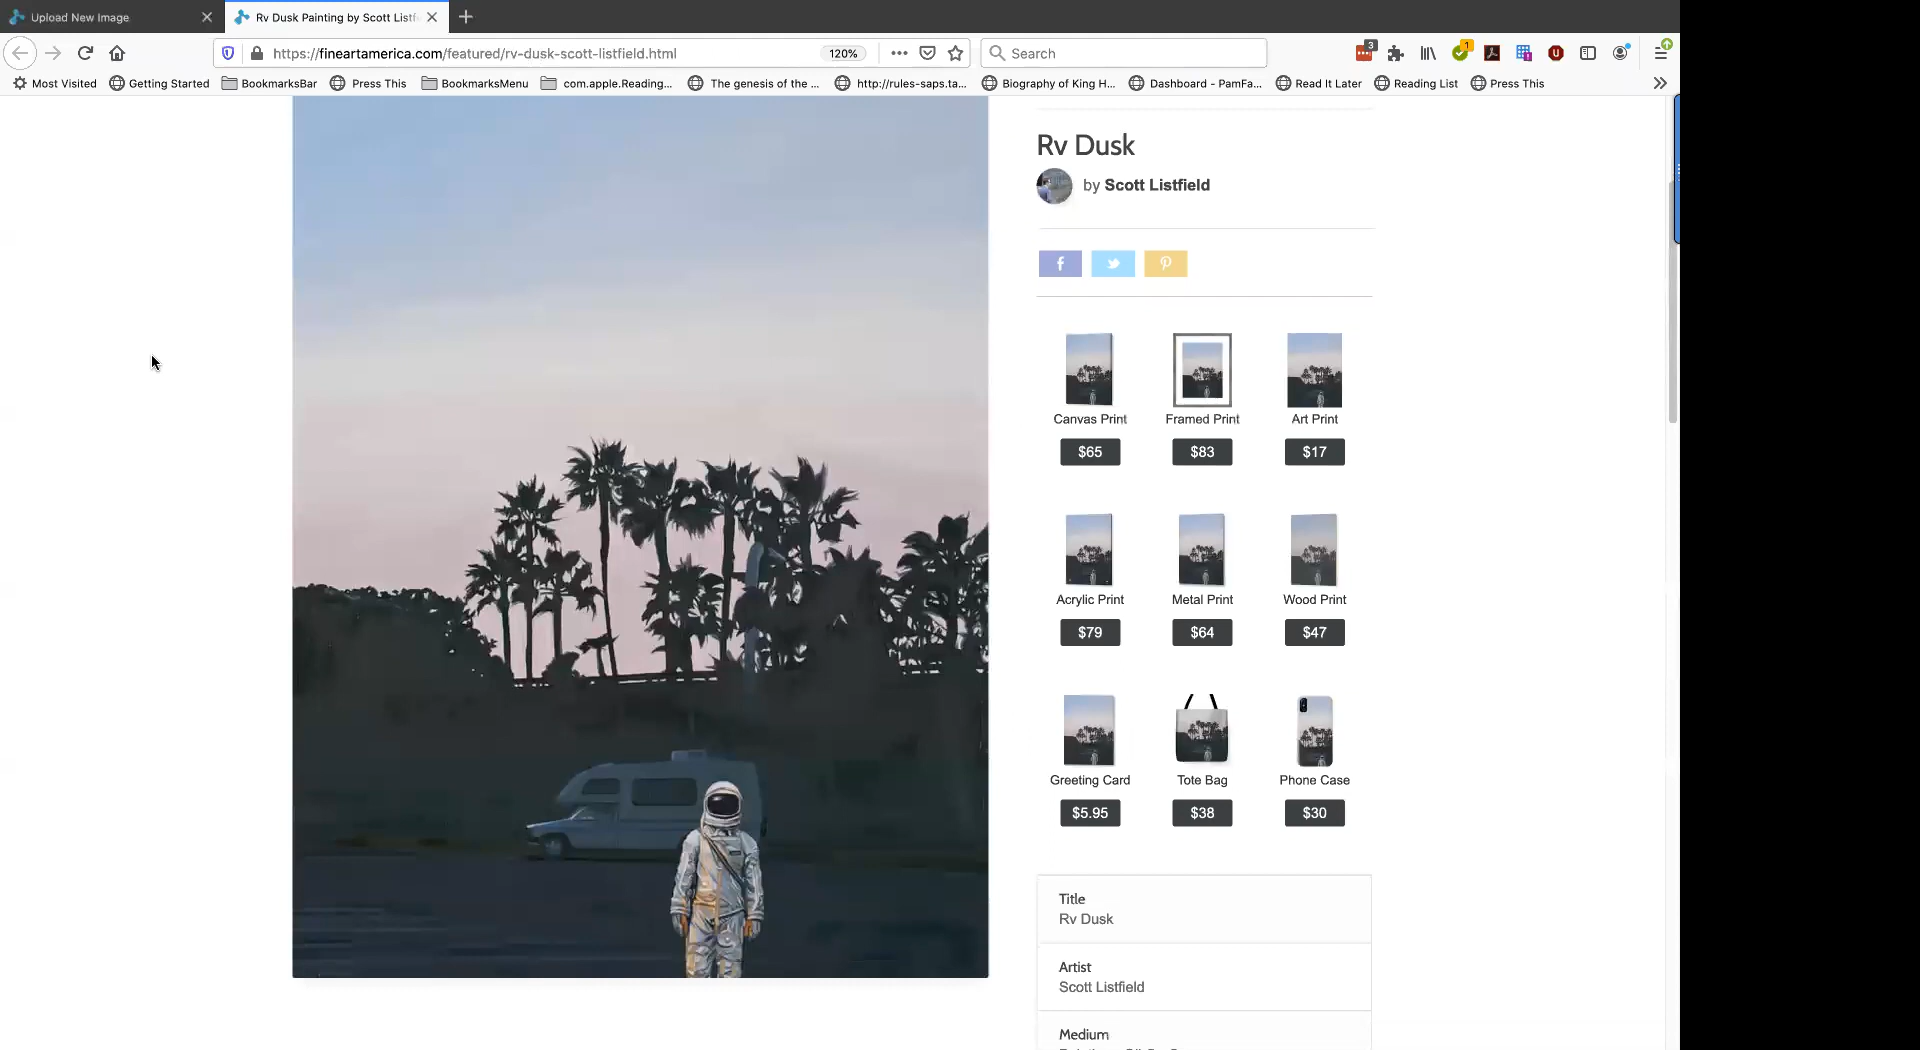 Upload New Image
Rv Dusk Painting by Scott Listf
https://fineartamerica.com/featured/rv-dusk-scott-listfield.html
120%
Search
3
1
Most Visited
Getting Started
BookmarksBar
Press This
BookmarksMenu
com.apple.Reading...
The genesis of the ...
http://rules-saps.ta...
Biography of King H...
Dashboard - PamFa...
Read It Later
Reading List
Press This
Rv Dusk
by Scott Listfield
Canvas Print
Framed Print
Art Print
$65
$83
$17
Acrylic Print
Metal Print
Wood Print
$79
$64
$47
Greeting Card
Tote Bag
Phone Case
$5.95
$38
$30
Title
Rv Dusk
Artist
Scott Listfield
Medium